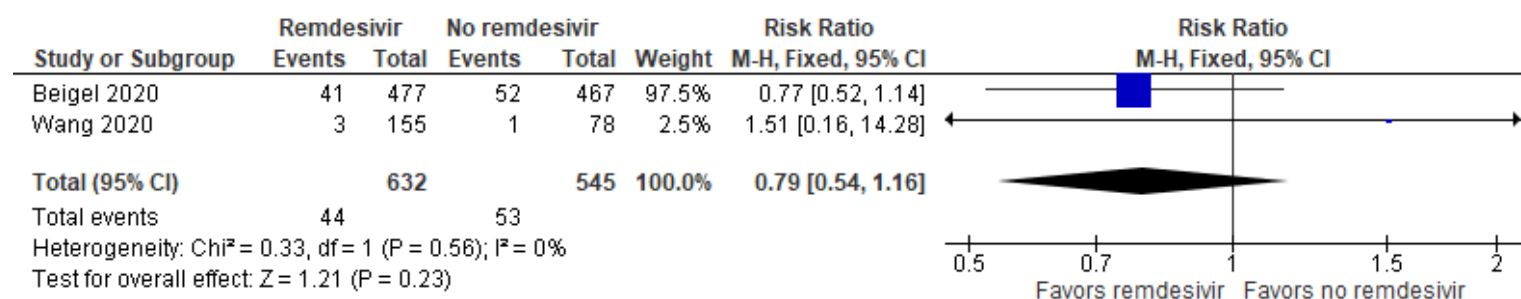 Remdesivir No remdesivir Risk Ratio Risk Ratio
Study or Subgroup Events Total Events Total Weight M-H, Fixed, 95% CI M-H, Fixed, 95% CI
Beigel 2020 41 477 52 467 97.5% 0.77 [0.52, 1.14]
Wang 2020 3 155 1 78 2.5% 1.51 [0.16, 14.28]
Total (95% CI) 632 545 100.0% 0.79 [0.54, 1.16]
Total events 44 53
Heterogeneity: Chi² = 0.33, df = 1 (P = 0.56); I² = 0%
Test for overall effect: Z = 1.21 (P = 0.23)
0.5 0.7 1 1.5 2
Favors remdesivir Favors no remdesivir